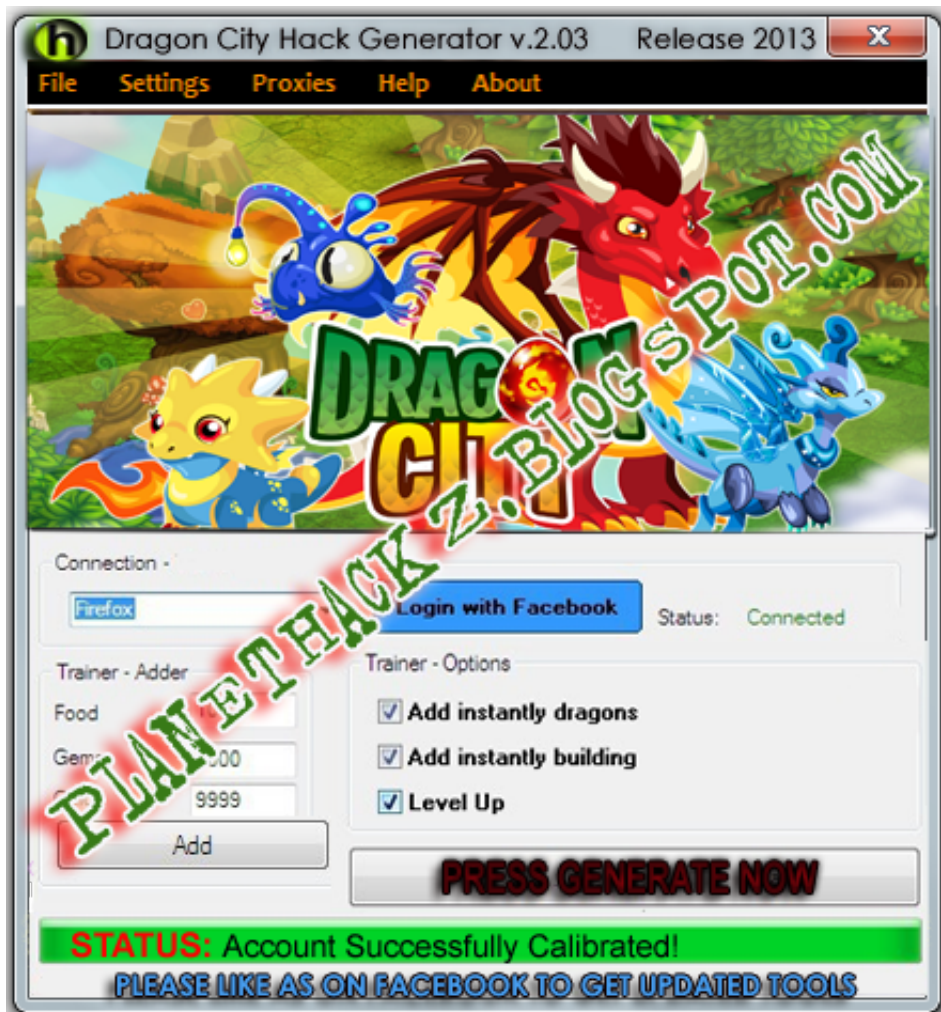 h Dragon City Hack Generator v.2.03 Release 2013 X
File Settings Proxies Help About
DRAGON
CITY
PLANETHACKZ.BLOGSPOT.COM
Connection -
Firefox
Login with Facebook
Status: Connected
Trainer - Adder
Food
9999
Add
Trainer - Options
Add instantly dragons
Add instantly building
Level Up
PRESS GENERATE NOW
STATUS: Account Successfully Calibrated!
PLEASE LIKE AS ON FACEBOOK TO GET UPDATED TOOLS